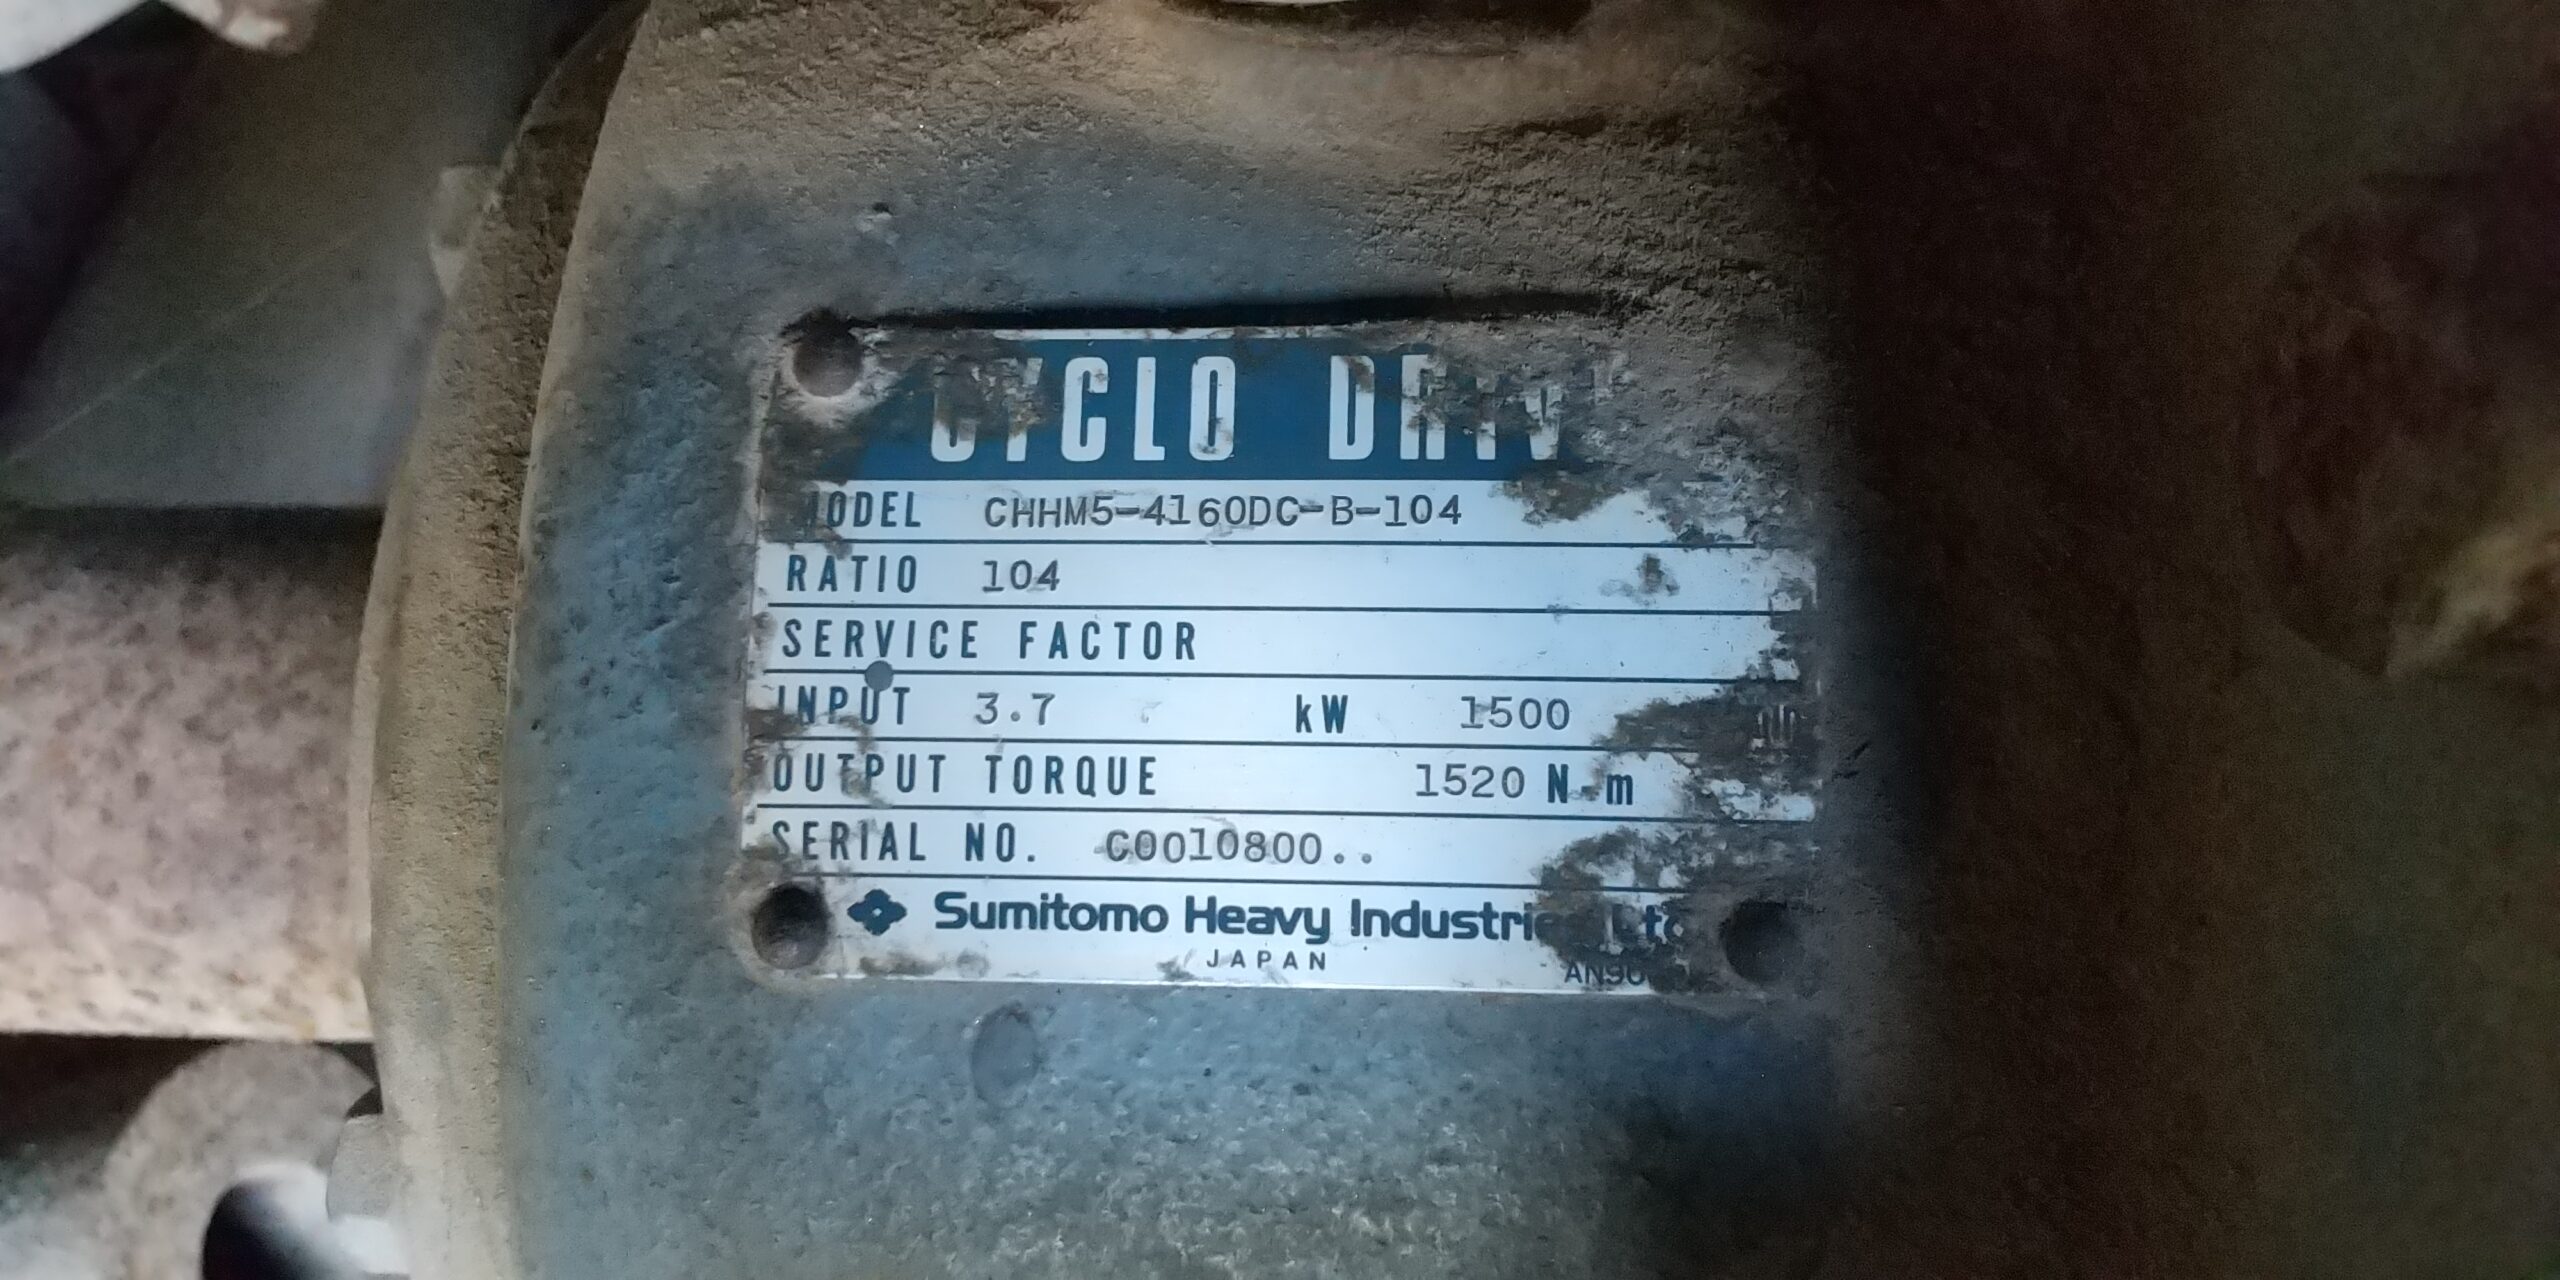 CYCLO DRIV
MODEL CHHM5-4160DC-B-104
RATIO 104
SERVICE FACTOR
INPUT 3.7 kW 1500
OUTPUT TORQUE 1520 N·m
SERIAL NO. C0010800..
Sumitomo Heavy Industries Ltd
JAPAN